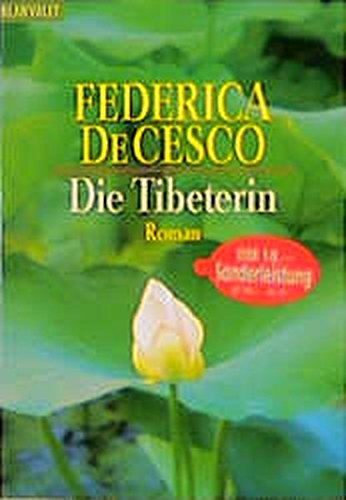 BLANVALET
FEDERICA
DECESCO
Die Tibeterin
Roman
Sonderleistung